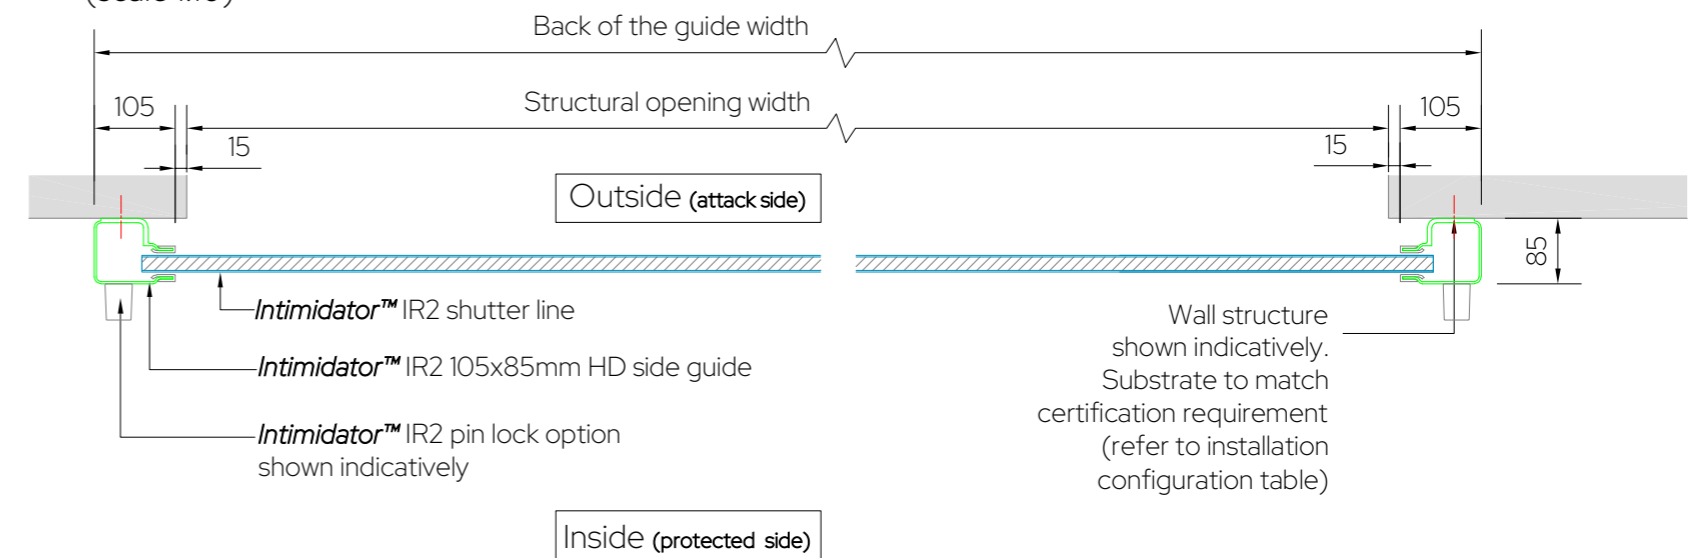 Back of the guide width
105
Structural opening width
105
15
15
Outside (attack side)
85
Intimidator™ IR2 shutter line
Intimidator™ IR2 105x85mm HD side guide
Intimidator™ IR2 pin lock option
shown indicatively
Wall structure
shown indicatively.
Substrate to match
certification requirement
(refer to installation
configuration table)
Inside (protected side)